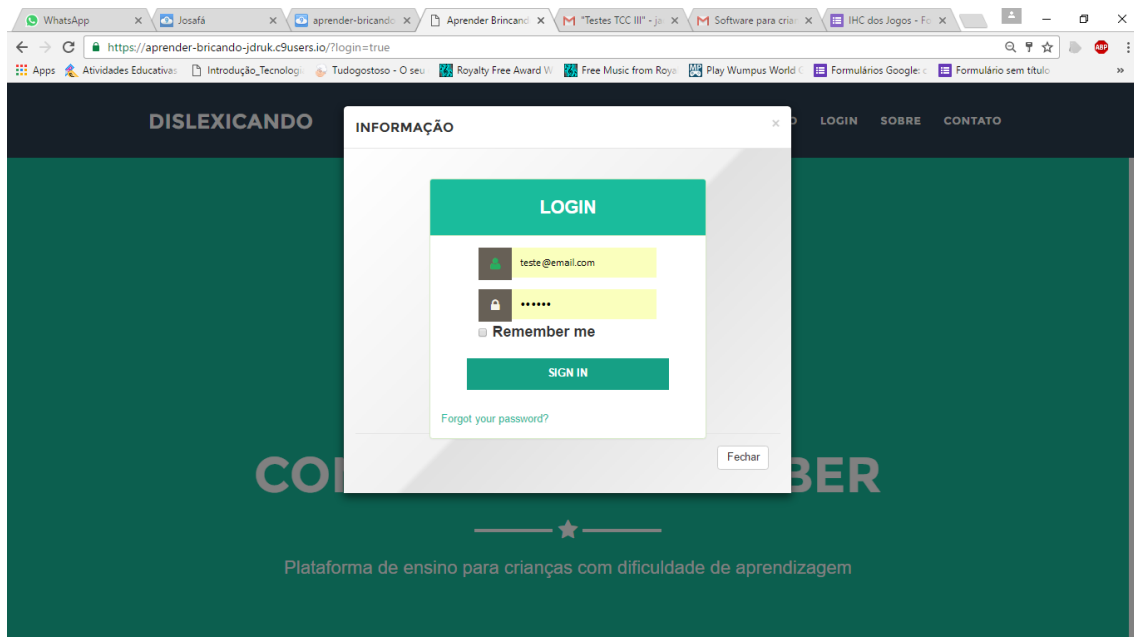 WhatsApp
Josafá
aprender-bricando
Aprender Brincand
"Testes TCC III" - ja
Software para criar
IHC dos Jogos - Fo
https://aprender-bricando-jdruk.c9users.io/?login=true
Apps
Atividades Educativas
Introdução_Tecnologi
Tudogostoso - O seu
Royalty Free Award W
Free Music from Roya
Play Wumpus World
Formulários Google:
Formulário sem título
»
DISLEXICANDO
INFORMAÇÃO
×
LOGIN
SOBRE
CONTATO
LOGIN
teste@email.com
••••••
Remember me
SIGN IN
Forgot your password?
Fechar
CO
BER
Plataforma de ensino para crianças com dificuldade de aprendizagem